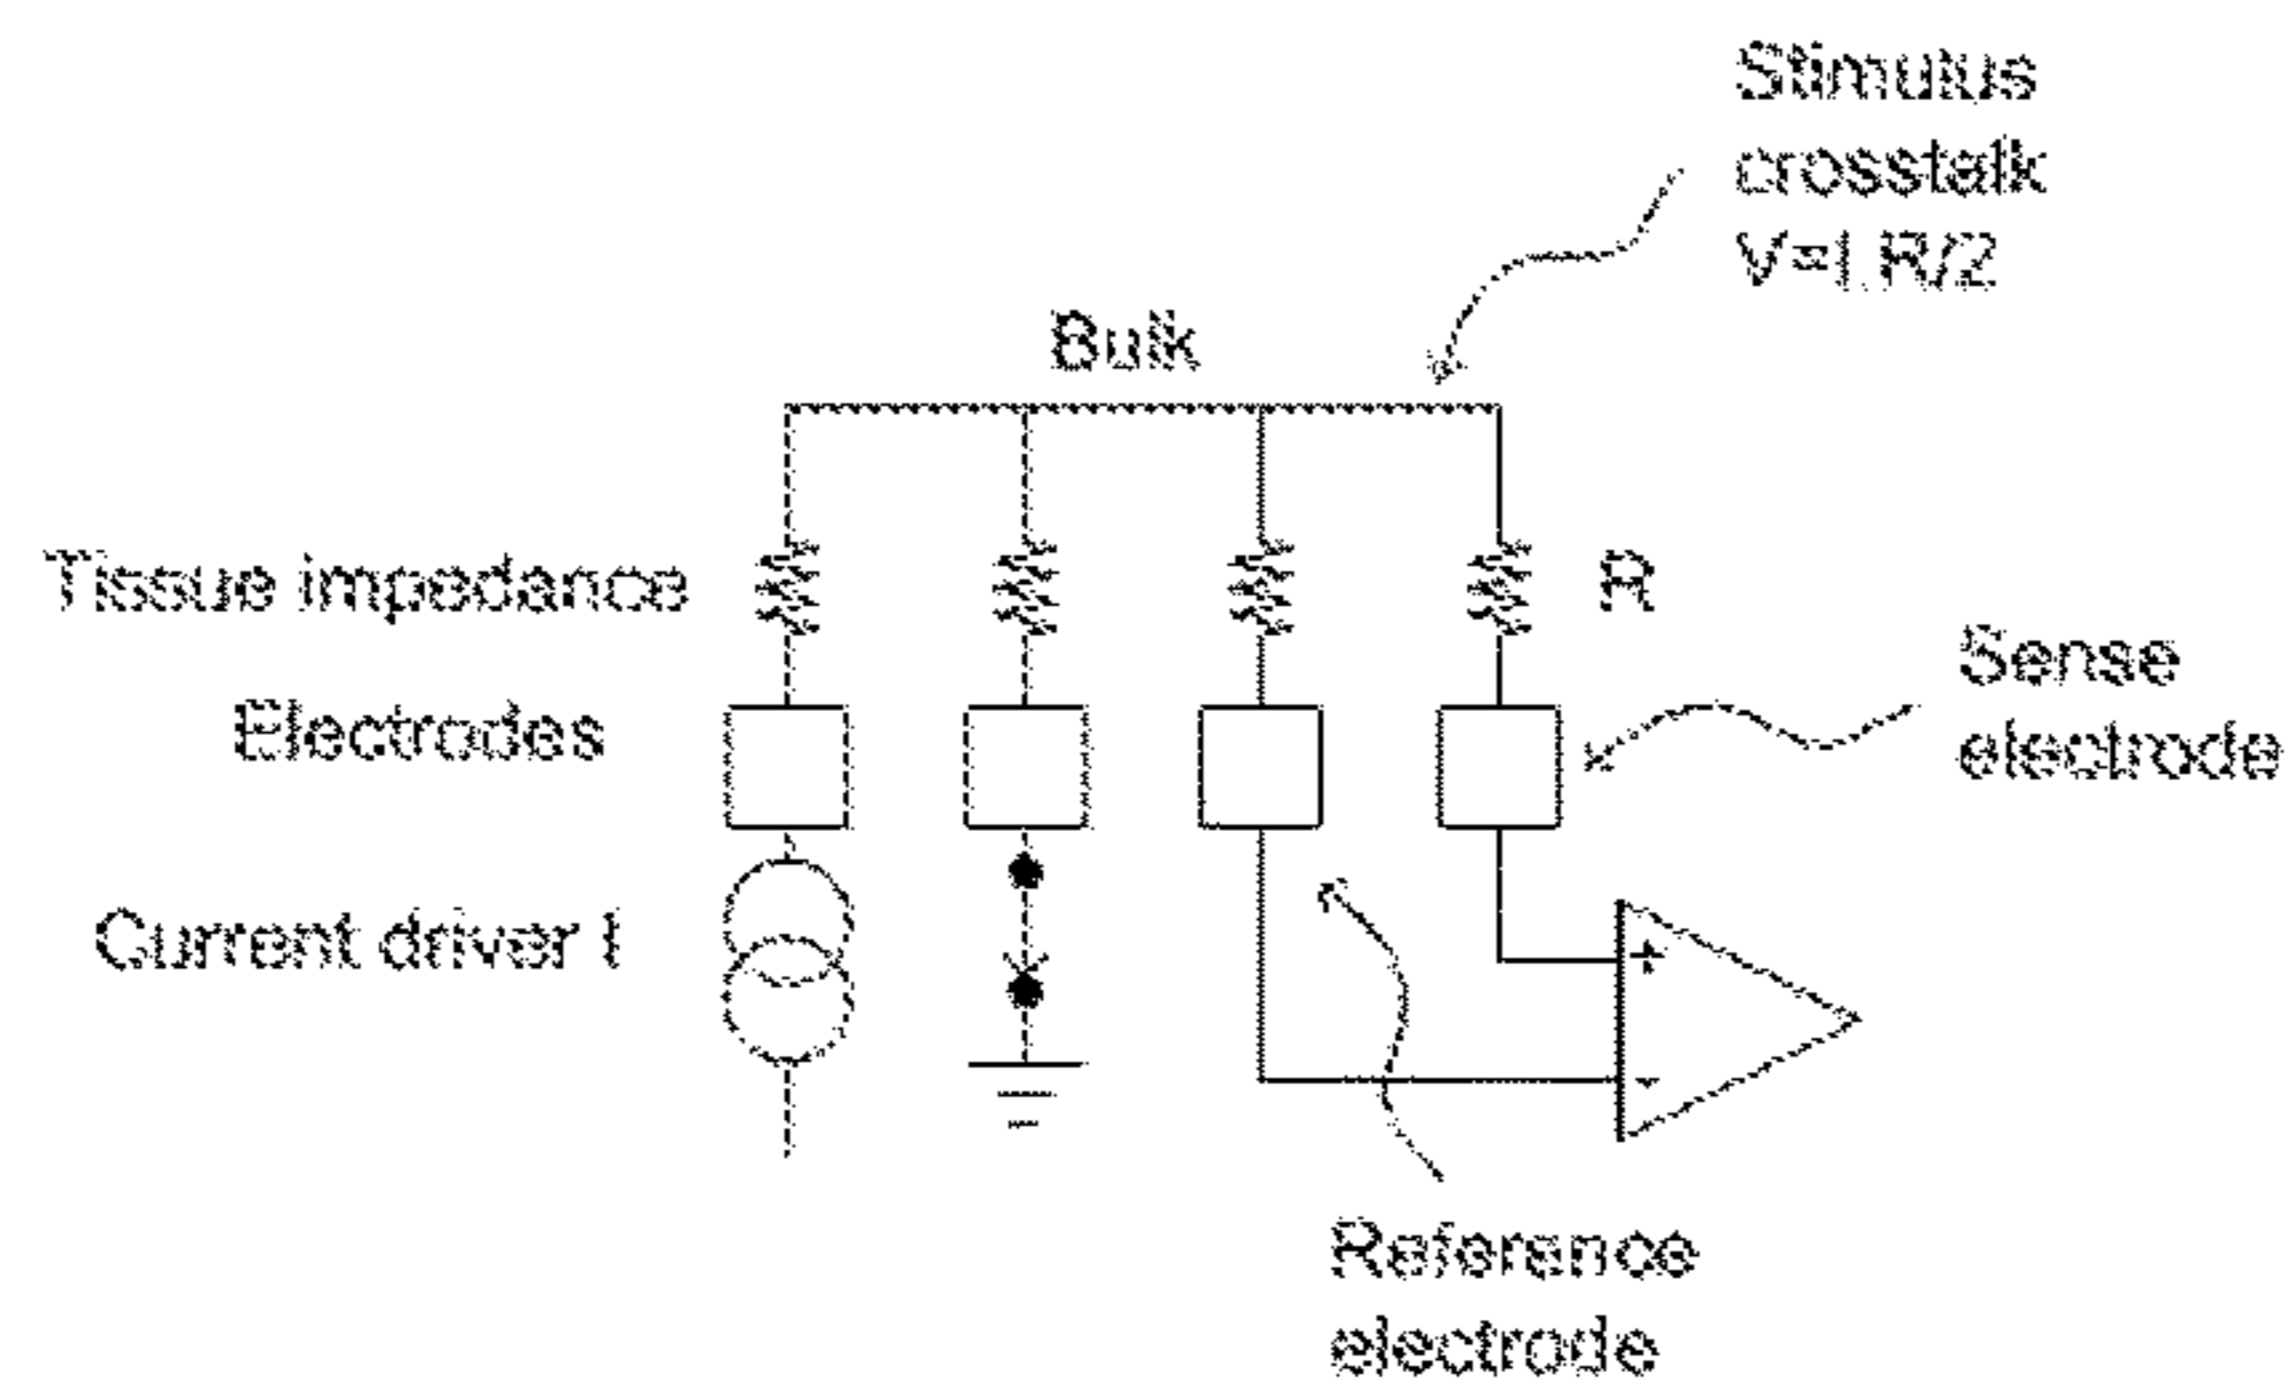 Stimulus
crosstalk
V=I.R/2
Bulk
Tissue impedance
R
Sense
electrode
Electrodes
Current driver I
+
-
Reference
electrode